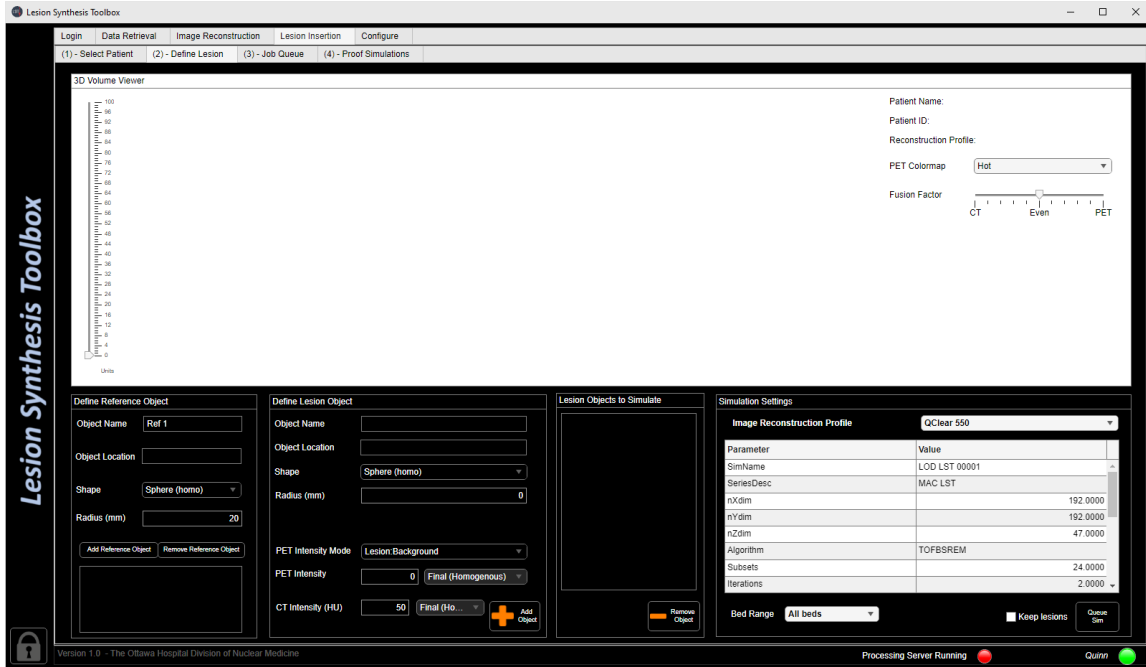 Lesion Synthesis Toolbox
Login Data Retrieval Image Reconstruction Lesion Insertion Configure
(1) - Select Patient (2) - Define Lesion (3) - Job Queue (4) - Proof Simulations
Lesion Synthesis Toolbox
3D Volume Viewer
100
96
92
88
84
80
76
72
68
64
60
56
52
48
44
40
36
32
28
24
20
16
12
8
4
0
Units
Patient Name:
Patient ID:
Reconstruction Profile:
PET Colormap Hot
Fusion Factor
CT Even PET
Define Reference Object
Object Name Ref 1
Object Location
Shape Sphere (homo)
Radius (mm) 20
Add Reference Object Remove Reference Object
Define Lesion Object
Object Name
Object Location
Shape Sphere (homo)
Radius (mm) 0
PET Intensity Mode Lesion:Background
PET Intensity 0 Final (Homogenous)
CT Intensity (HU) 50 Final (Ho...
Add
Object
Lesion Objects to Simulate
Remove
Object
Simulation Settings
Image Reconstruction Profile QClear 550
Parameter Value
SimName LOD LST 00001
SeriesDesc MAC LST
nXdim 192.0000
nYdim 192.0000
nZdim 47.0000
Algorithm TOFBSREM
Subsets 24.0000
Iterations 2.0000
Bed Range All beds
Keep lesions
Queue
Sim
Version 1.0 - The Ottawa Hospital Division of Nuclear Medicine
Processing Server Running
Quinn